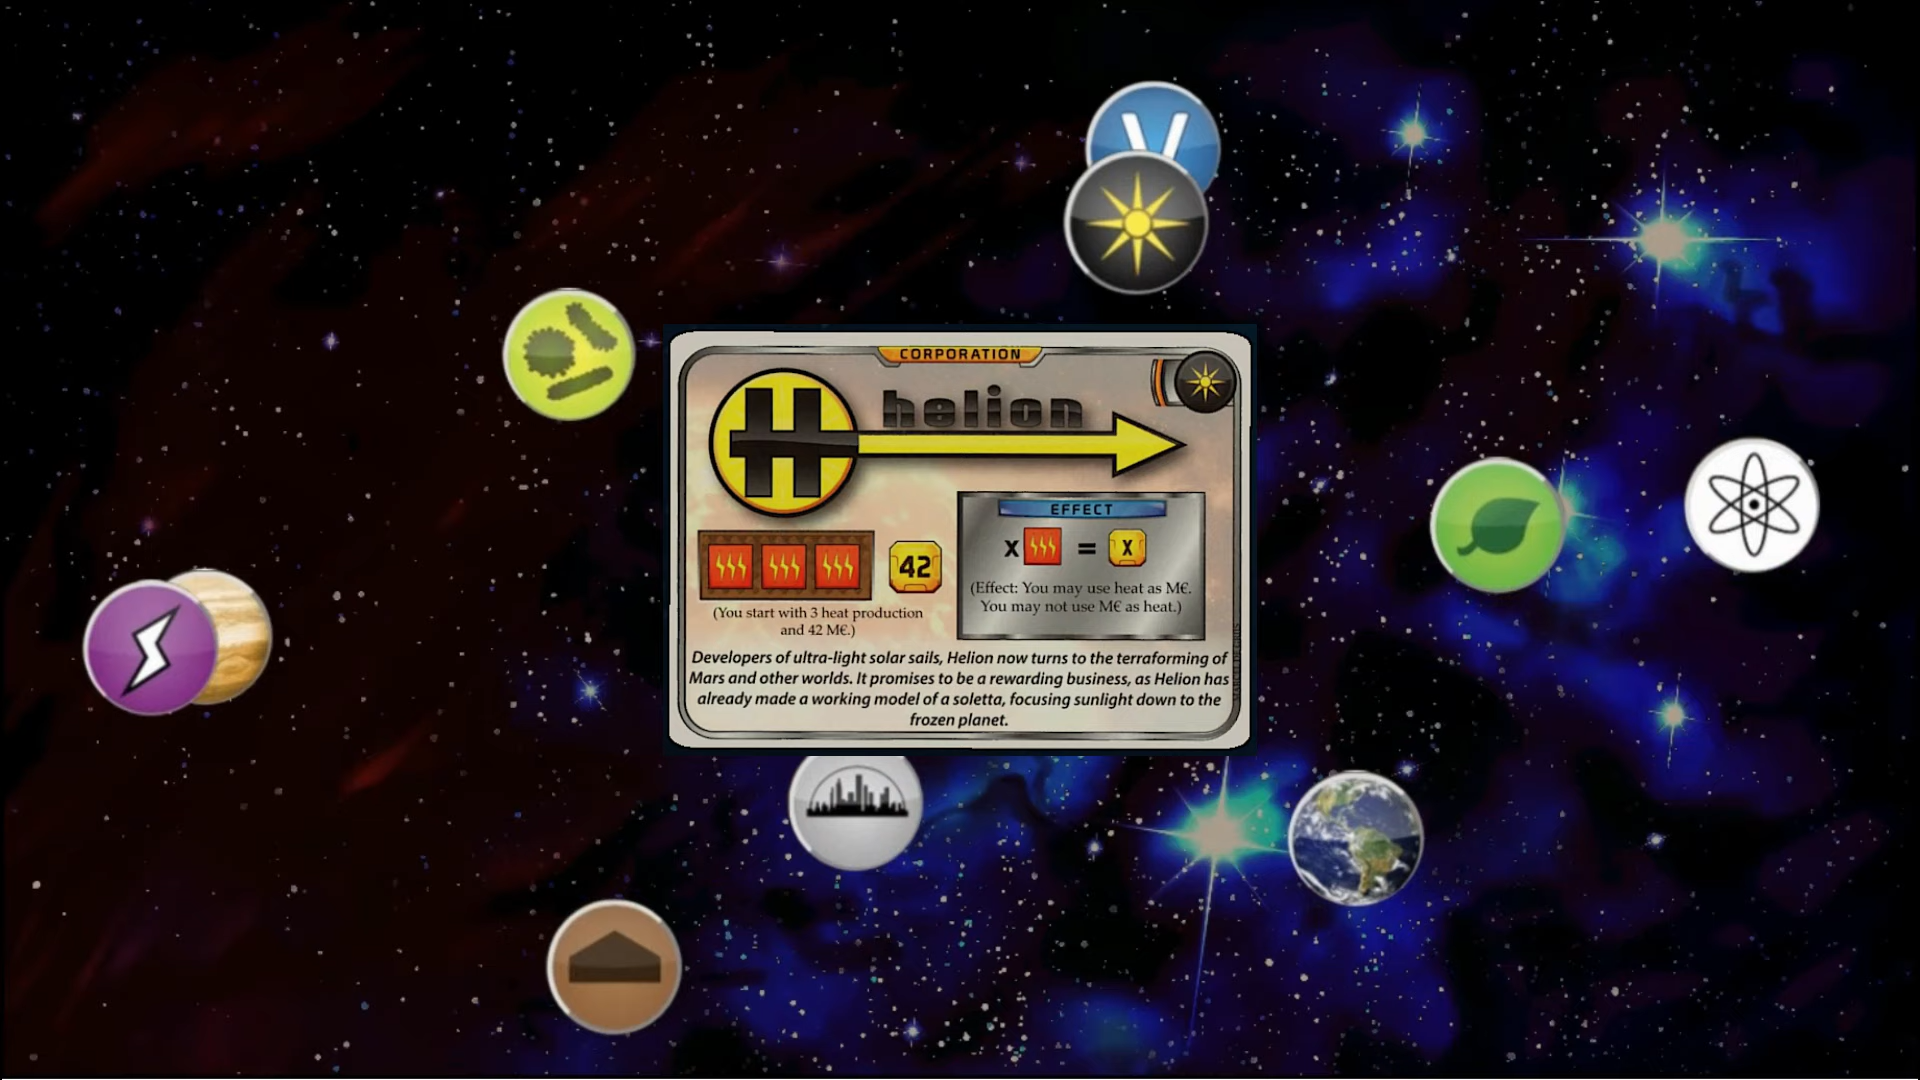 V
CORPORATION
helion
H
EFFECT
X = X
42
(Effect: You may use heat as M€.
You may not use M€ as heat.)
(You start with 3 heat production
and 42 M€.)
Developers of ultra-light solar sails, Helion now turns to the terraforming of
Mars and other worlds. It promises to be a rewarding business, as Helion has
already made a working model of a soletta, focusing sunlight down to the
frozen planet.